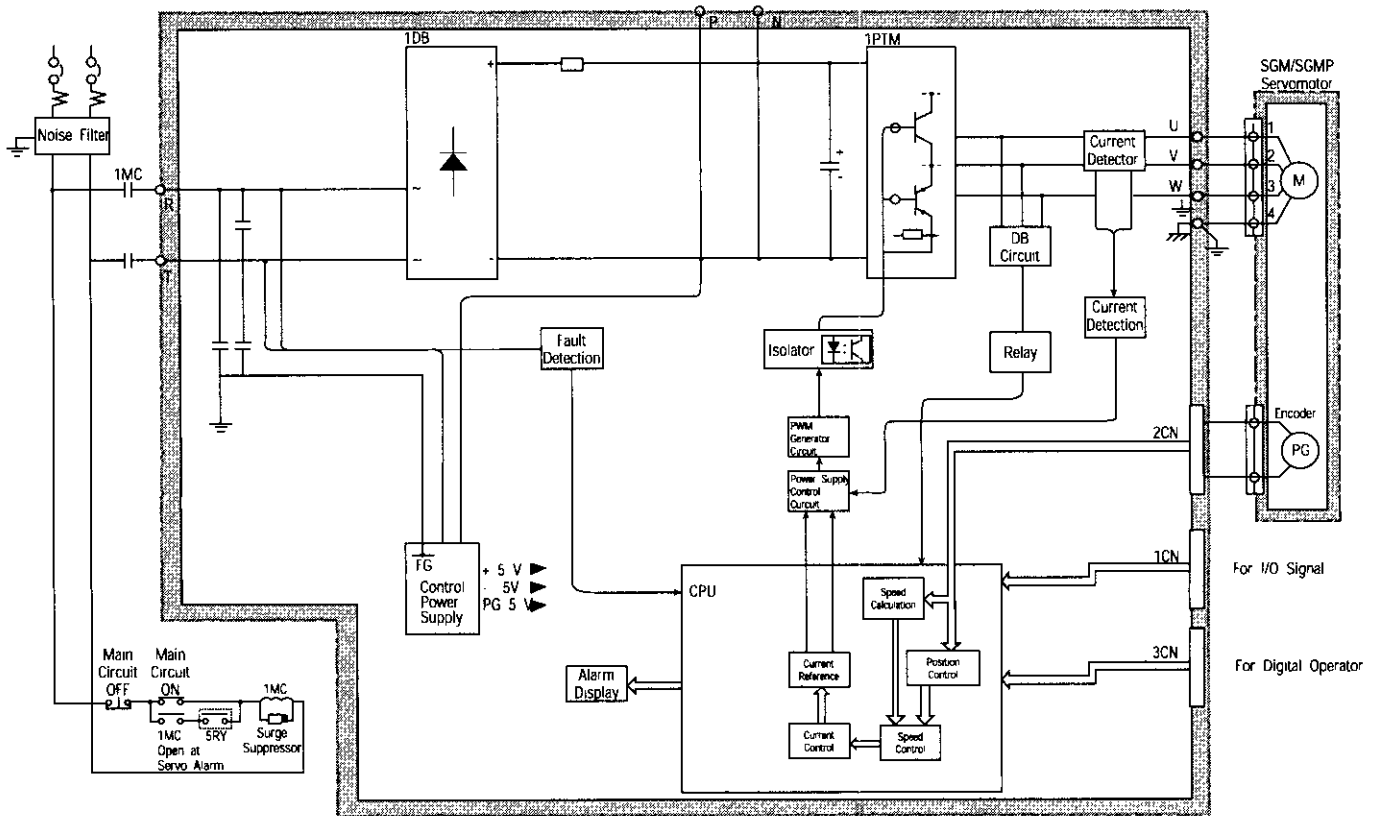 P
N
1DB
1PTM
SGM/SGMP
Servomotor
+
-
~
~
+
-
Noise Filter
1MC
R
T
U
V
W
1
2
3
4
M
Current
Detector
DB
Circuit
Current
Detection
Relay
Isolator
Fault
Detection
PWM
Generator
Circuit
Power Supply
Control
Curcuit
2CN
Encoder
PG
FG
Control
Power
Supply
+ 5 V
- 5V
PG 5 V
CPU
Speed
Calculation
Position
Control
Current
Reference
Current
Control
Speed
Control
Alarm
Display
1CN
For I/O Signal
3CN
For Digital Operator
Main
Circuit
OFF
Main
Circuit
ON
1MC
5RY
Open at
Servo Alarm
1MC
Surge
Suppressor